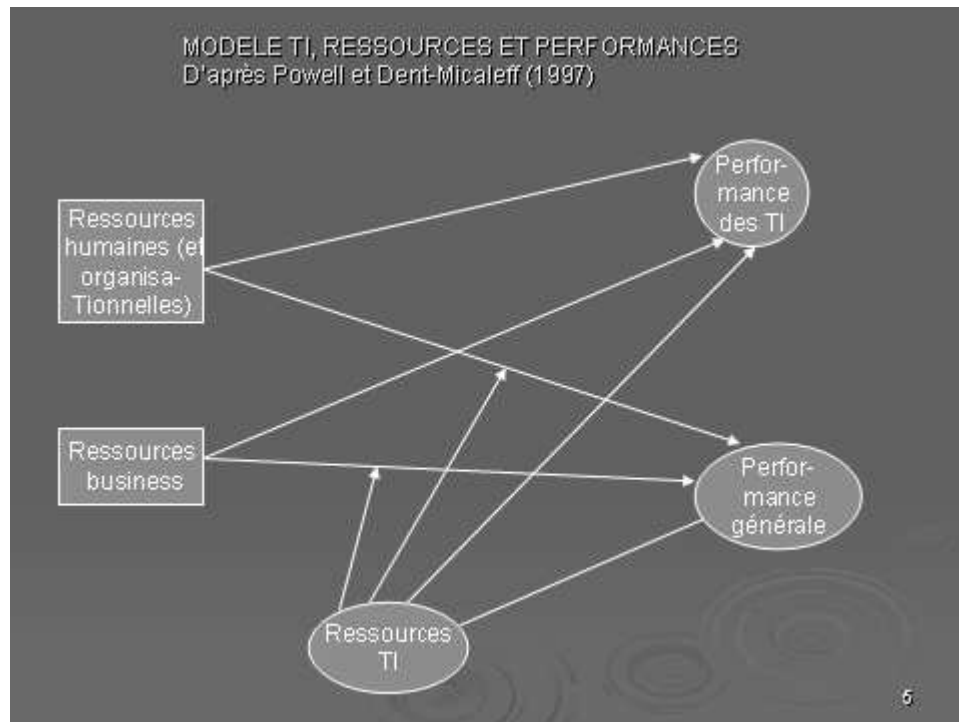 MODELE TI, RESSOURCES ET PERFORMANCES
D'après Powell et Dent-Micaleff (1997)
Perfor-
mance
des TI
Ressources
humaines (et
organisa-
Tionnelles)
Ressources
business
Perfor-
mance
générale
Ressources
TI
5